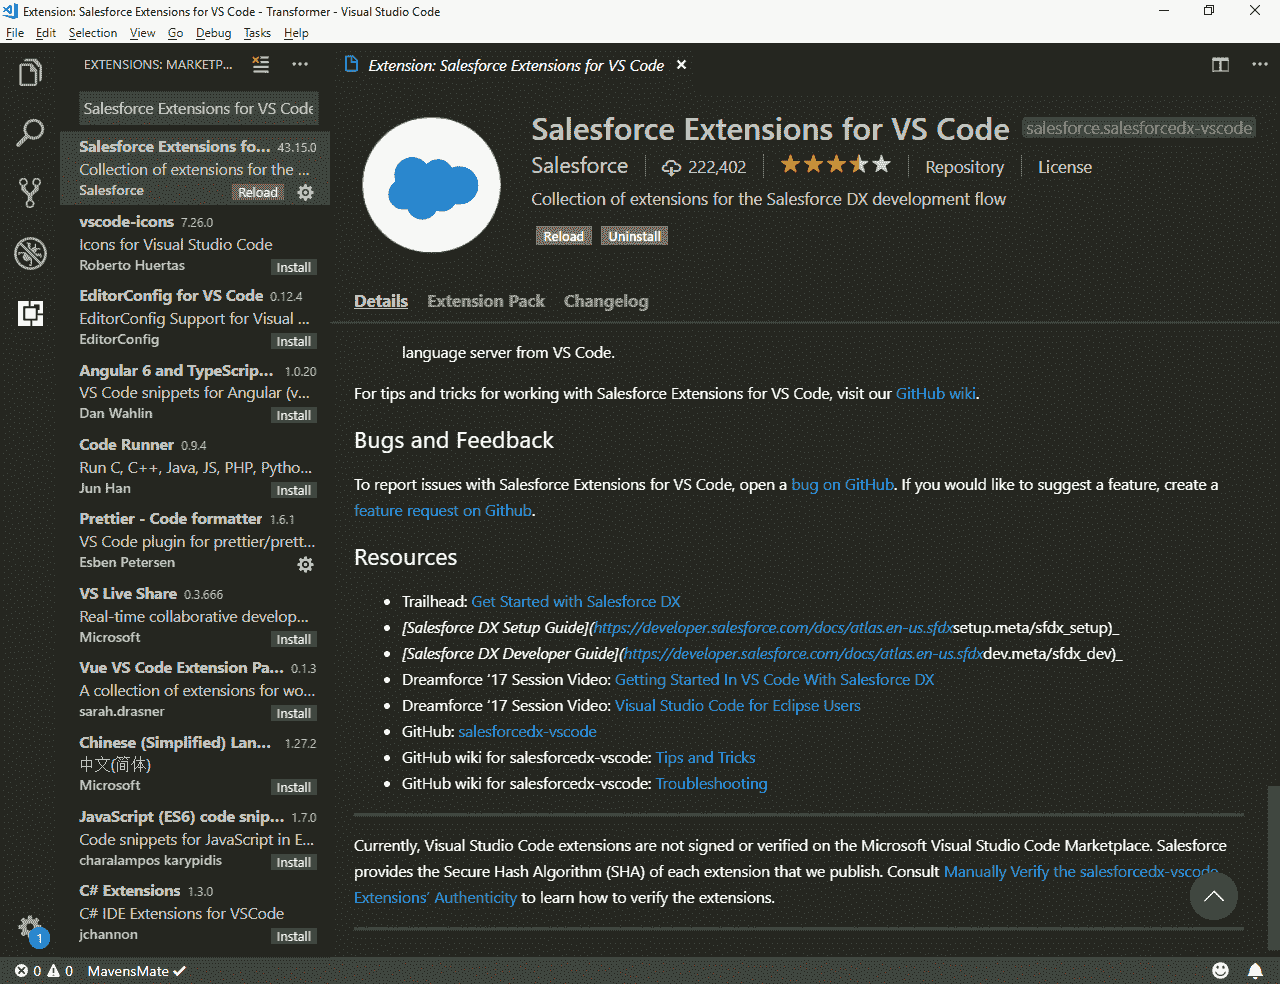 Extension: Salesforce Extensions for VS Code - Transformer - Visual Studio Code
File Edit Selection View Go Debug Tasks Help
EXTENSIONS: MARKETP...
Extension: Salesforce Extensions for VS Code
Salesforce Extensions for VS Code
Salesforce Extensions fo... 43.15.0
Collection of extensions for the ...
Salesforce Reload
vscode-icons 7.26.0
Icons for Visual Studio Code
Roberto Huertas Install
EditorConfig for VS Code 0.12.4
EditorConfig Support for Visual ...
EditorConfig Install
Angular 6 and TypeScrip... 1.0.20
VS Code snippets for Angular (v...
Dan Wahlin Install
Code Runner 0.9.4
Run C, C++, Java, JS, PHP, Pytho...
Jun Han Install
Prettier - Code formatter 1.6.1
VS Code plugin for prettier/prett...
Esben Petersen
VS Live Share 0.3.666
Real-time collaborative develop...
Microsoft Install
Vue VS Code Extension Pa... 0.1.3
A collection of extensions for wo...
sarah.drasner Install
Chinese (Simplified) Lan... 1.27.2
中文(简体)
Microsoft Install
JavaScript (ES6) code snip... 1.7.0
Code snippets for JavaScript in E...
charalampos karypidis Install
C# Extensions 1.3.0
C# IDE Extensions for VSCode
jchannon Install
Salesforce Extensions for VS Code salesforce.salesforcedx-vscode
Salesforce 222,402 Repository License
Collection of extensions for the Salesforce DX development flow
Reload Uninstall
Details Extension Pack Changelog
language server from VS Code.
For tips and tricks for working with Salesforce Extensions for VS Code, visit our GitHub wiki.
Bugs and Feedback
To report issues with Salesforce Extensions for VS Code, open a bug on GitHub. If you would like to suggest a feature, create a
feature request on Github.
Resources
Trailhead: Get Started with Salesforce DX
[Salesforce DX Setup Guide](https://developer.salesforce.com/docs/atlas.en-us.sfdxsetup.meta/sfdx_setup)_
[Salesforce DX Developer Guide](https://developer.salesforce.com/docs/atlas.en-us.sfdxdev.meta/sfdx_dev)_
Dreamforce ‘17 Session Video: Getting Started In VS Code With Salesforce DX
Dreamforce ‘17 Session Video: Visual Studio Code for Eclipse Users
GitHub: salesforcedx-vscode
GitHub wiki for salesforcedx-vscode: Tips and Tricks
GitHub wiki for salesforcedx-vscode: Troubleshooting
Currently, Visual Studio Code extensions are not signed or verified on the Microsoft Visual Studio Code Marketplace. Salesforce
provides the Secure Hash Algorithm (SHA) of each extension that we publish. Consult Manually Verify the salesforcedx-vscode
Extensions’ Authenticity to learn how to verify the extensions.
1
0 0 MavensMate